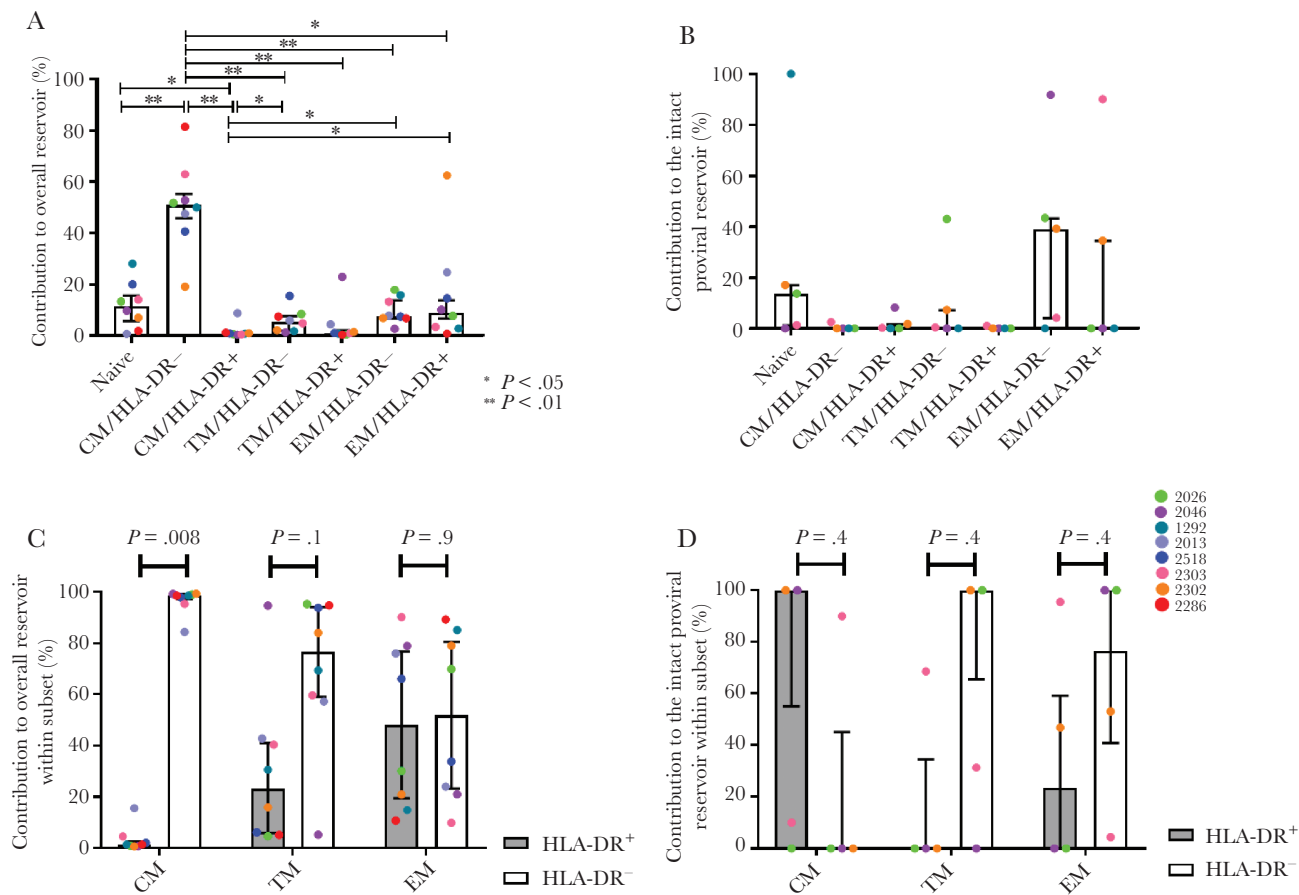 A
Contribution to overall reservoir (%)
100
80
60
40
20
0
*
**
**
**
*
**
**
*
*
*
Naive
CM/HLA-DR−
CM/HLA-DR+
TM/HLA-DR−
TM/HLA-DR+
EM/HLA-DR−
EM/HLA-DR+
* P < .05
** P < .01
B
Contribution to the intact
proviral reservoir (%)
100
80
60
40
20
0
Naive
CM/HLA-DR−
CM/HLA-DR+
TM/HLA-DR−
TM/HLA-DR+
EM/HLA-DR−
EM/HLA-DR+
2026
2046
1292
2013
2518
2303
2302
2286
C
P = .008
P = .1
P = .9
Contribution to overall reservoir
within subset (%)
100
80
60
40
20
0
CM
TM
EM
HLA-DR+
HLA-DR−
D
P = .4
P = .4
P = .4
Contribution to the intact proviral
reservoir within subset (%)
100
80
60
40
20
0
CM
TM
EM
HLA-DR+
HLA-DR−